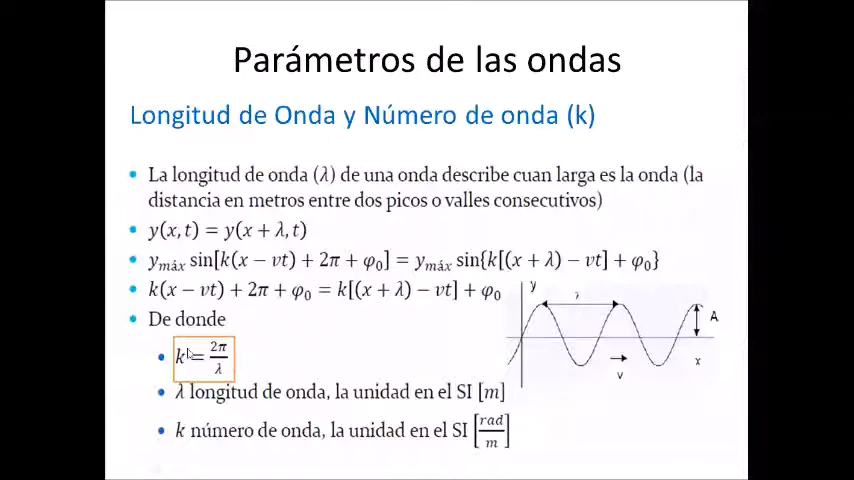 Parámetros de las ondas
Longitud de Onda y Número de onda (k)
• La longitud de onda (λ) de una onda describe cuan larga es la onda (la
distancia en metros entre dos picos o valles consecutivos)
• y(x, t) = y(x + λ, t)
• y_máx sin[k(x − vt) + 2π + φ₀] = y_máx sin{k[(x + λ) − vt] + φ₀}
• k(x − vt) + 2π + φ₀ = k[(x + λ) − vt] + φ₀
• De donde
• k = 2π/λ
• λ longitud de onda, la unidad en el SI [m]
• k número de onda, la unidad en el SI [rad/m]
y
A
x
v